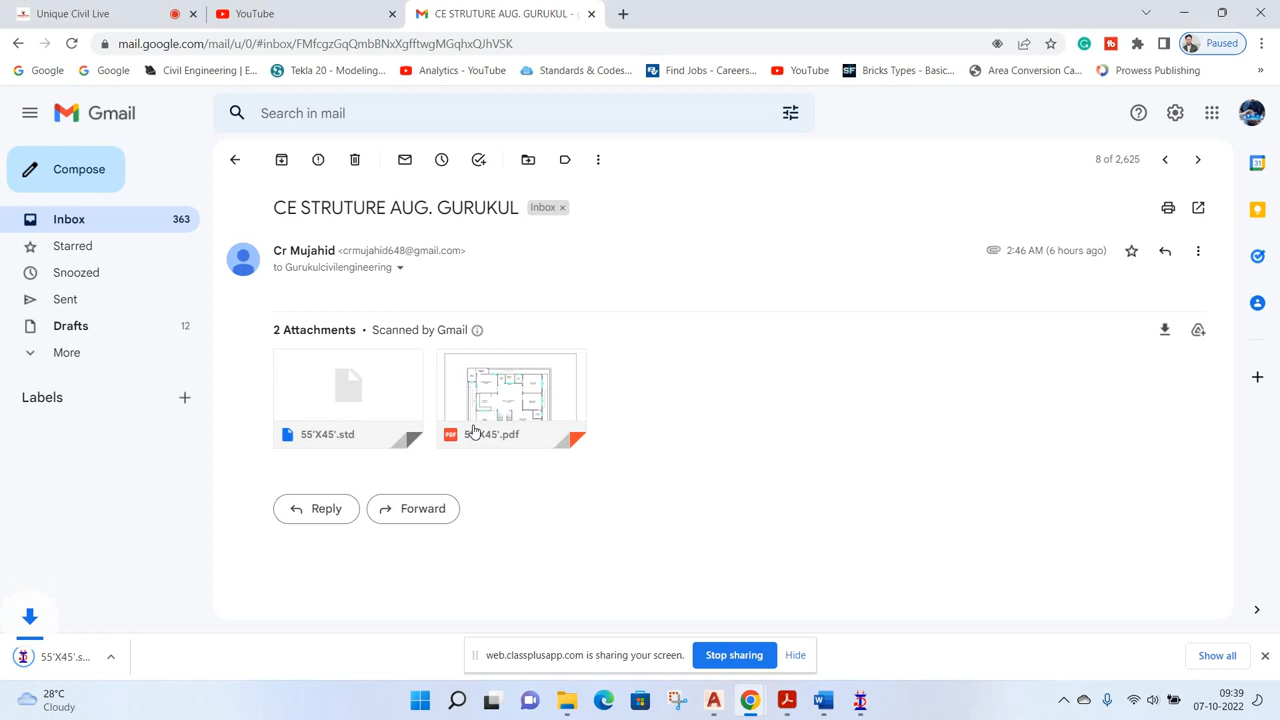 Unique Civil Live
YouTube
CE STRUTURE AUG. GURUKUL - g
mail.google.com/mail/u/0/#inbox/FMfcgzGqQmbBNxXgfftwgMGqhxQJhVSK
Paused
Google
Google
Civil Engineering | E...
Tekla 20 - Modeling...
Analytics - YouTube
Standards & Codes...
Find Jobs - Careers...
YouTube
Bricks Types - Basic...
Area Conversion Ca...
Prowess Publishing
Gmail
Search in mail
Compose
8 of 2,625
CE STRUTURE AUG. GURUKUL Inbox ×
Inbox 363
Starred
Cr Mujahid <crmujahid648@gmail.com>
2:46 AM (6 hours ago)
to Gurukulcivilengineering
Snoozed
Sent
Drafts 12
2 Attachments • Scanned by Gmail
More
Labels
55'X45'.std
PDF 55'X45'.pdf
Reply
Forward
55'X45'.s...
web.classplusapp.com is sharing your screen.
Stop sharing
Hide
Show all
28°C
Cloudy
09:39
07-10-2022